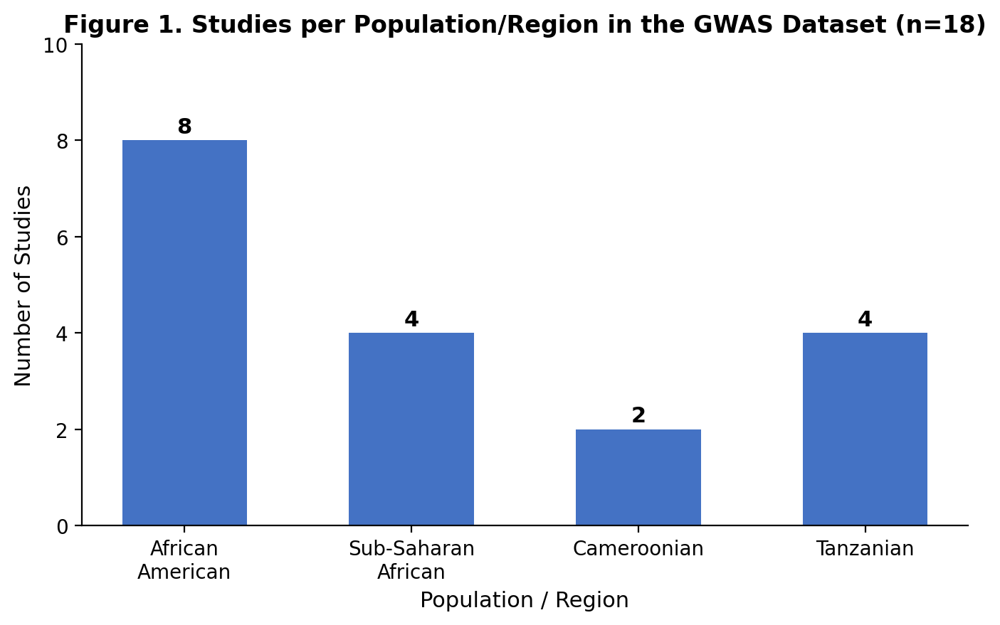 Figure 1. Studies per Population/Region in the GWAS Dataset (n=18)
10
8
6
4
2
0
Number of Studies
8
4
2
4
African
American
Sub-Saharan
African
Cameroonian
Tanzanian
Population / Region